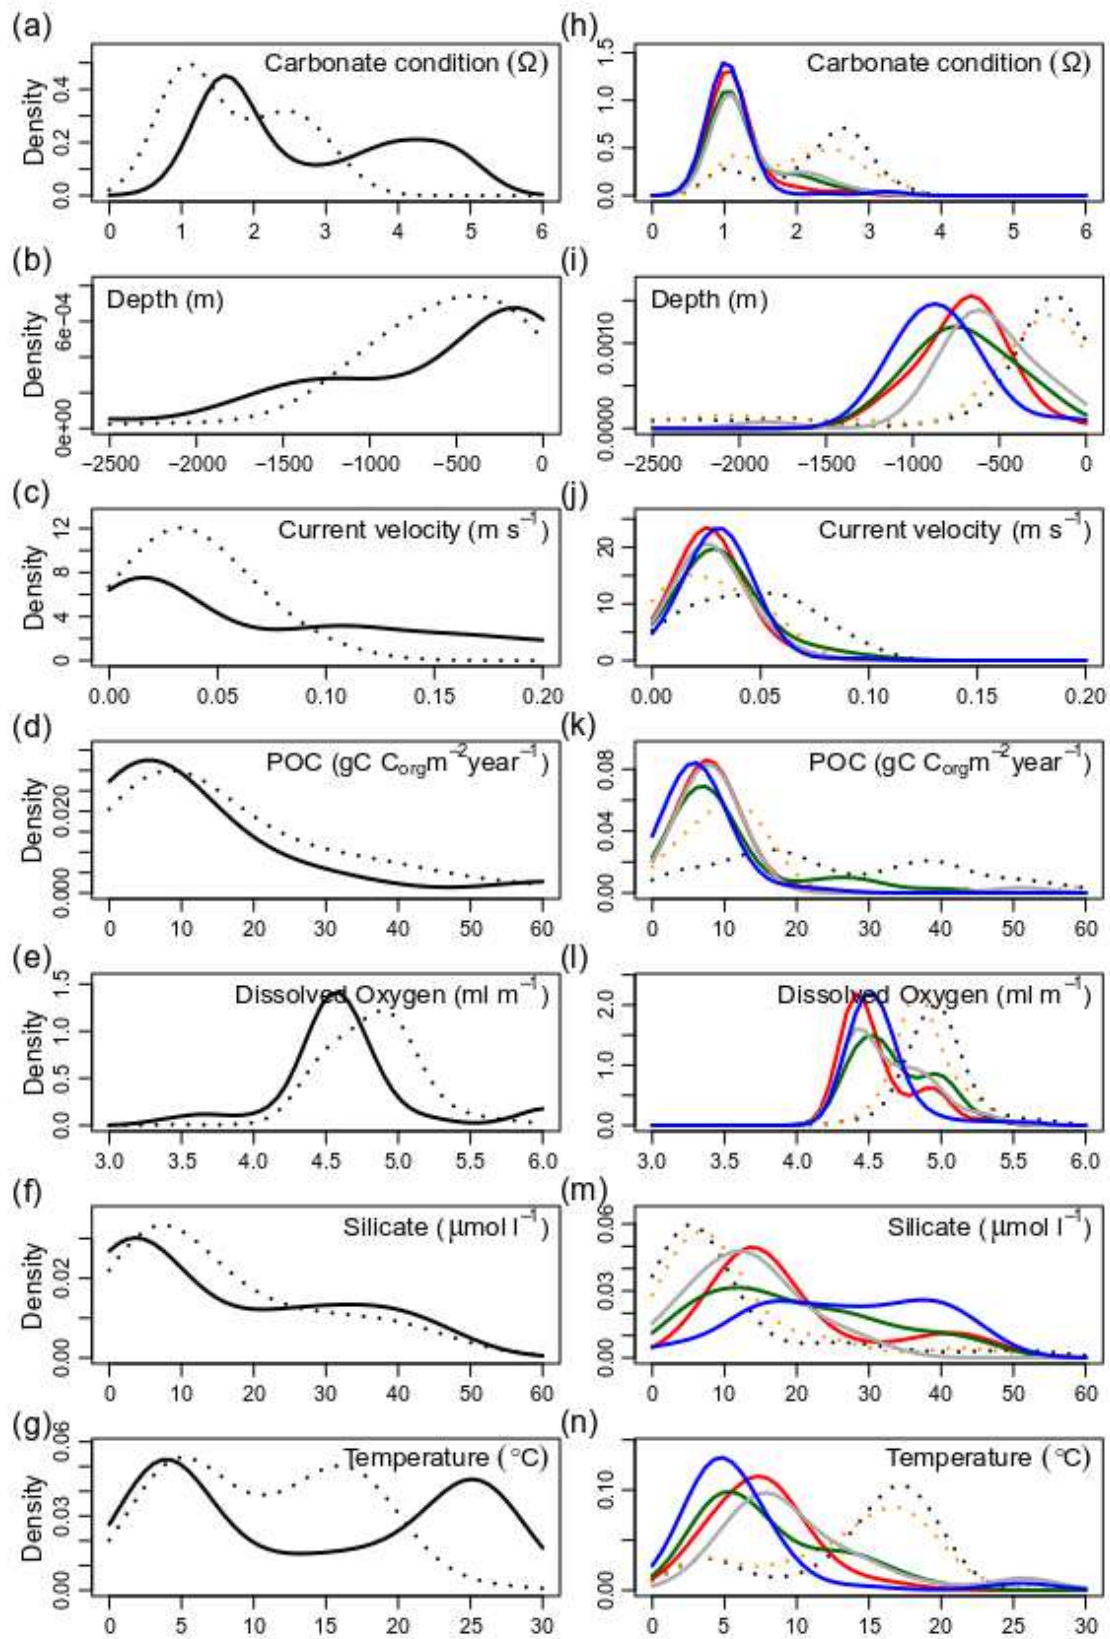 (a)
Carbonate condition (Ω)
Density
0.0 0.2 0.4
0 1 2 3 4 5 6
(h)
Carbonate condition (Ω)
0.0 0.5 1.0 1.5
0 1 2 3 4 5 6
(b)
Depth (m)
Density
0e+00 6e−04
−2500 −2000 −1500 −1000 −500 0
(i)
Depth (m)
0.0000 0.0010
−2500 −2000 −1500 −1000 −500 0
(c)
Current velocity (m s⁻¹)
Density
0 4 8 12
0.00 0.05 0.10 0.15 0.20
(j)
Current velocity (m s⁻¹)
0 10 20
0.00 0.05 0.10 0.15 0.20
(d)
POC (gC Corgm⁻²year⁻¹)
Density
0.000 0.020
0 10 20 30 40 50 60
(k)
POC (gC Corgm⁻²year⁻¹)
0.00 0.04 0.08
0 10 20 30 40 50 60
(e)
Dissolved Oxygen (ml m⁻¹)
Density
0.0 0.5 1.0 1.5
3.0 3.5 4.0 4.5 5.0 5.5 6.0
(l)
Dissolved Oxygen (ml m⁻¹)
0.0 1.0 2.0
3.0 3.5 4.0 4.5 5.0 5.5 6.0
(f)
Silicate (μmol l⁻¹)
Density
0.00 0.02
0 10 20 30 40 50 60
(m)
Silicate (μmol l⁻¹)
0.00 0.03 0.06
0 10 20 30 40 50 60
(g)
Temperature (°C)
Density
0.00 0.03 0.06
0 5 10 15 20 25 30
(n)
Temperature (°C)
0.00 0.10
0 5 10 15 20 25 30